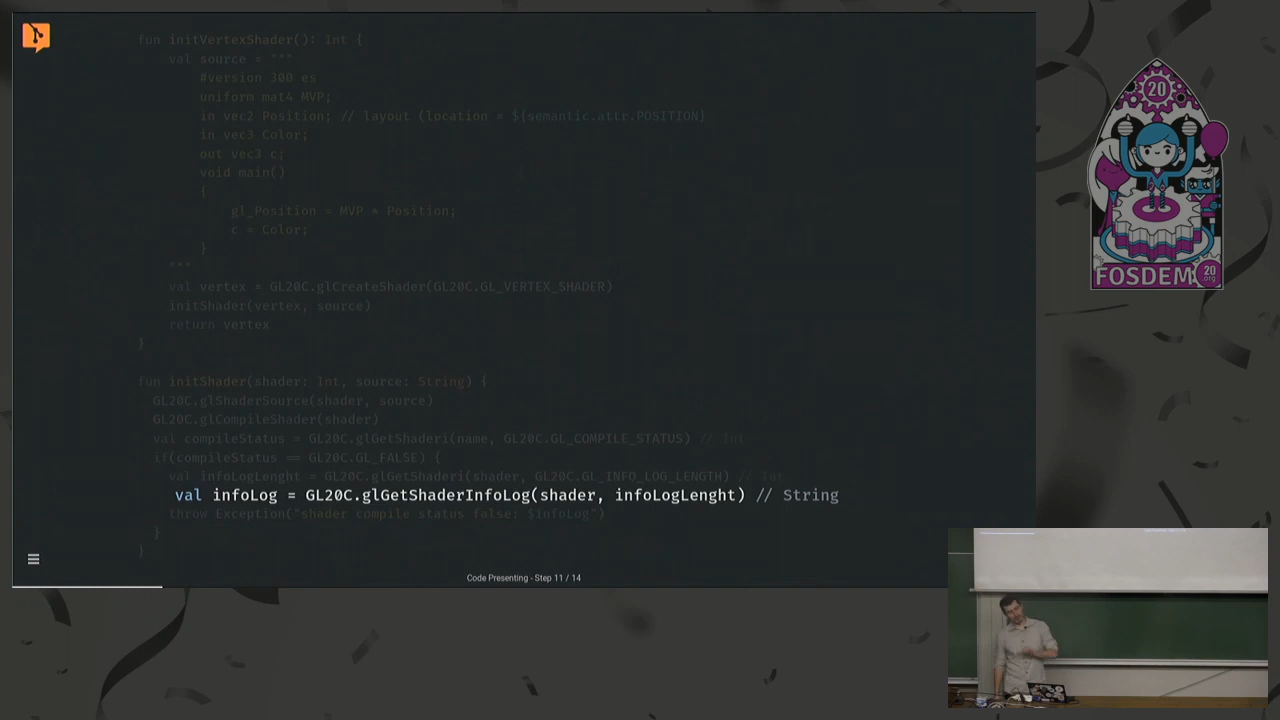 fun initVertexShader(): Int {
val source = """
#version 300 es
uniform mat4 MVP;
in vec2 Position; // layout (location = ${semantic.attr.POSITION)
in vec3 Color;
out vec3 c;
void main()
{
gl_Position = MVP * Position;
c = Color;
}
"""
val vertex = GL20C.glCreateShader(GL20C.GL_VERTEX_SHADER)
initShader(vertex, source)
return vertex
}
fun initShader(shader: Int, source: String) {
GL20C.glShaderSource(shader, source)
GL20C.glCompileShader(shader)
val compileStatus = GL20C.glGetShaderi(name, GL20C.GL_COMPILE_STATUS) // Int
if(compileStatus == GL20C.GL_FALSE) {
val infoLogLenght = GL20C.glGetShaderi(shader, GL20C.GL_INFO_LOG_LENGTH) // Int
val infoLog = GL20C.glGetShaderInfoLog(shader, infoLogLenght) // String
throw Exception("shader compile status false: $infoLog")
}
}
Code Presenting - Step 11 / 14
20
FOSDEM
20
.org